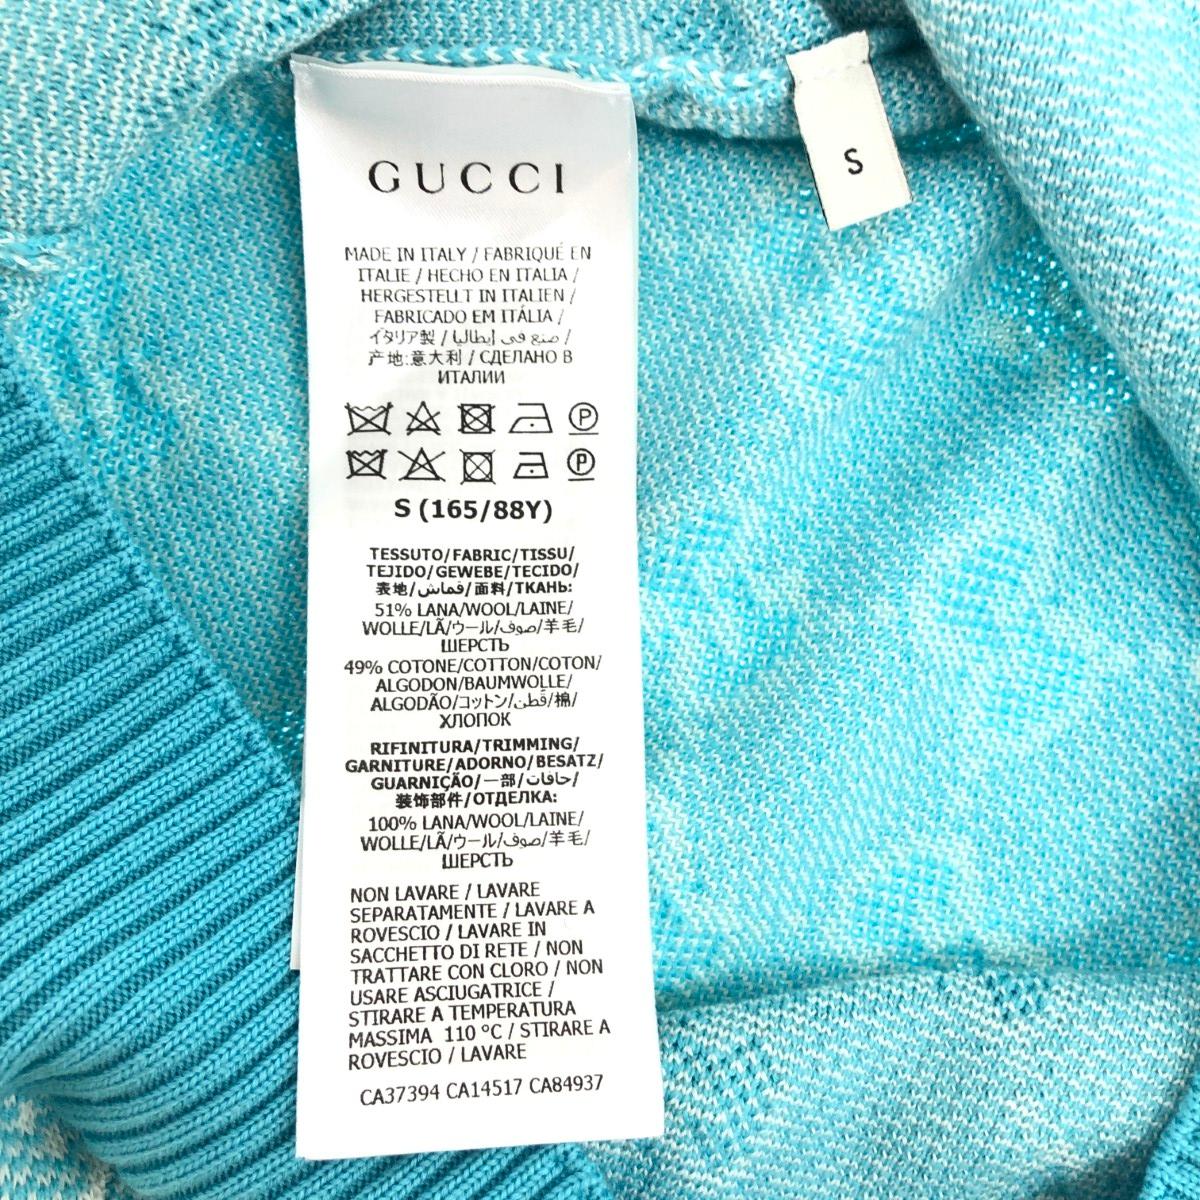 GUCCI
S
MADE IN ITALY / FABRIQUÉ EN
ITALIE / HECHO EN ITALIA /
HERGESTELLT IN ITALIEN /
FABRICADO EM ITÁLIA /
イタリア製 / صنع في إيطاليا /
产地:意大利 / СДЕЛАНО В
ИТАЛИИ
P
P
S (165/88Y)
TESSUTO/FABRIC/TISSU/
TEJIDO/GEWEBE/TECIDO/
表地/قماش/面料/ТКАНЬ:
51% LANA/WOOL/LAINE/
WOLLE/LÃ/ウール/صوف/羊毛/
ШЕРСТЬ
49% COTONE/COTTON/COTON/
ALGODON/BAUMWOLLE/
ALGODÃO/コットン/قطن/棉/
ХЛОПОК
RIFINITURA/TRIMMING/
GARNITURE/ADORNO/BESATZ/
GUARNIÇÃO/一部/حافات/
装饰部件/ОТДЕЛКА:
100% LANA/WOOL/LAINE/
WOLLE/LÃ/ウール/صوف/羊毛/
ШЕРСТЬ
NON LAVARE / LAVARE
SEPARATAMENTE / LAVARE A
ROVESCIO / LAVARE IN
SACCHETTO DI RETE / NON
TRATTARE CON CLORO / NON
USARE ASCIUGATRICE /
STIRARE A TEMPERATURA
MASSIMA 110 °C / STIRARE A
ROVESCIO / LAVARE
CA37394 CA14517 CA84937